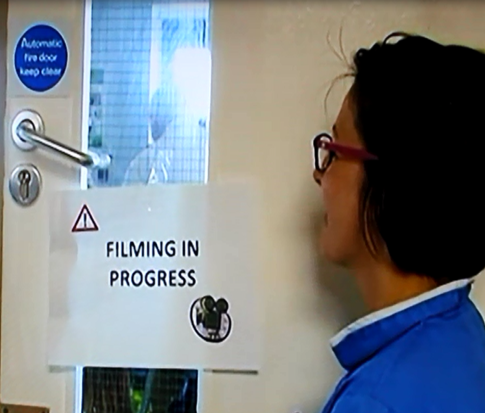 Automatic
fire door
keep clear
FILMING IN
PROGRESS